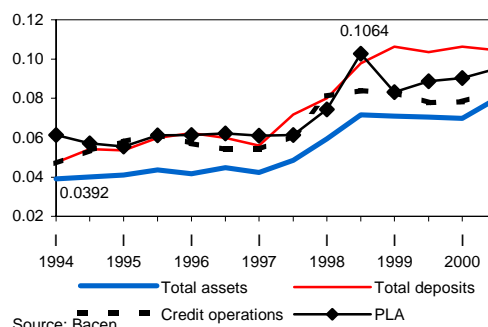 0.12
0.1064
0.10
0.08
0.06
0.04
0.0392
0.02
1994 1995 1996 1997 1998 1999 2000
Total assets Total deposits
Credit operations PLA
Source: Bacen